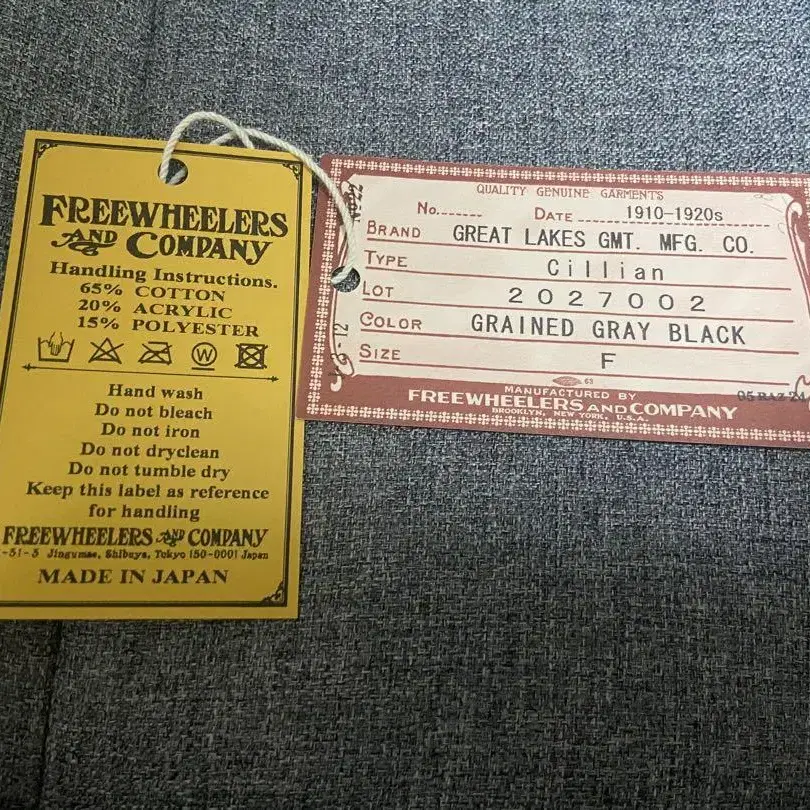 FREEWHEELERS
AND COMPANY
Handling Instructions.
65% COTTON
20% ACRYLIC
15% POLYESTER
W
Hand wash
Do not bleach
Do not iron
Do not dryclean
Do not tumble dry
Keep this label as reference
for handling
FREEWHEELERS AND COMPANY
-51-5 Jingumae, Shibuya, Tokyo 150-0001 Japan
MADE IN JAPAN
QUALITY GENUINE GARMENTS
No....... DATE ........1910-1920s
BRAND GREAT LAKES GMT. MFG. CO.
TYPE Cillian
LOT 2027002
COLOR GRAINED GRAY BLACK
SIZE F
63
MANUFACTURED BY
FREEWHEELERS AND COMPANY
BROOKLYN, NEW YORK, U.S.A.